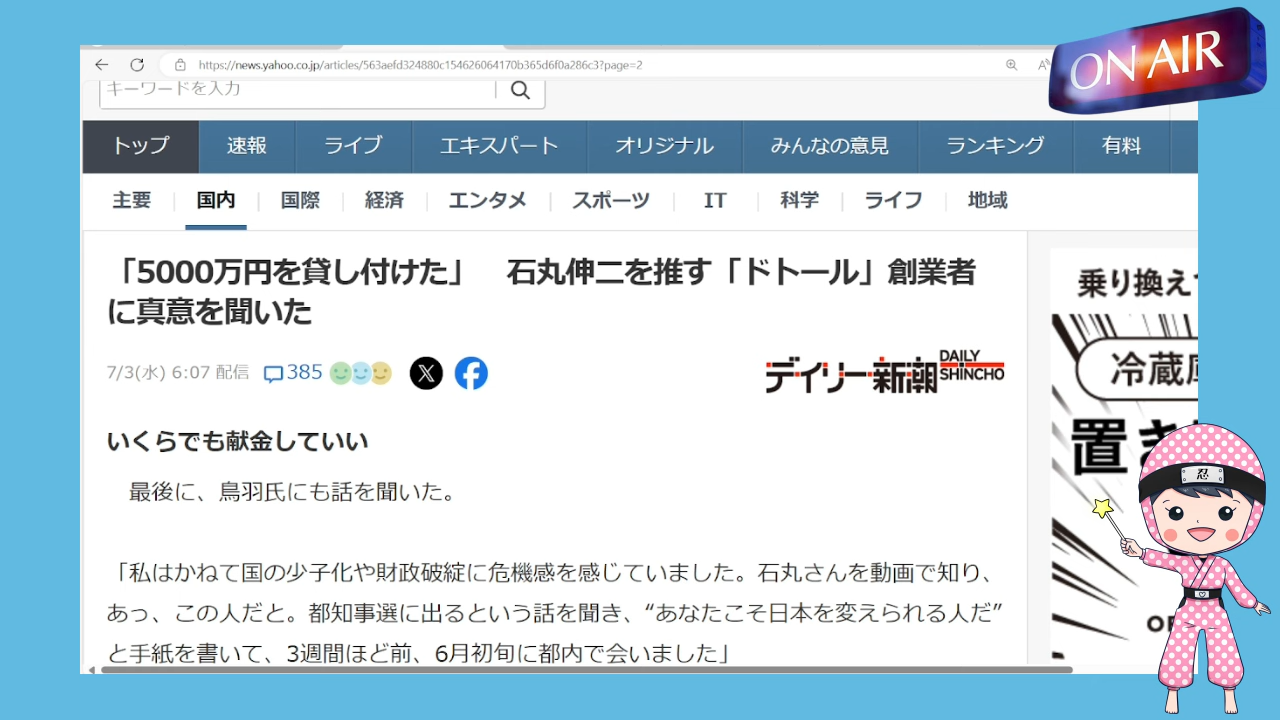 ON AIR
https://news.yahoo.co.jp/articles/563aefd324880c154626064170b365d6f0a286c3?page=2
キーワードを入力
トップ 速報 ライブ エキスパート オリジナル みんなの意見 ランキング 有料
主要 国内 国際 経済 エンタメ スポーツ IT 科学 ライフ 地域
「5000万円を貸し付けた」　石丸伸二を推す「ドトール」創業者
に真意を聞いた
7/3(水) 6:07 配信 385
デイリー新潮 DAILY
SHINCHO
いくらでも献金していい
最後に、鳥羽氏にも話を聞いた。
「私はかねて国の少子化や財政破綻に危機感を感じていました。石丸さんを動画で知り、
あっ、この人だと。都知事選に出るという話を聞き、“あなたこそ日本を変えられる人だ”
と手紙を書いて、3週間ほど前、6月初旬に都内で会いました」
乗り換え
冷蔵
置き
忍